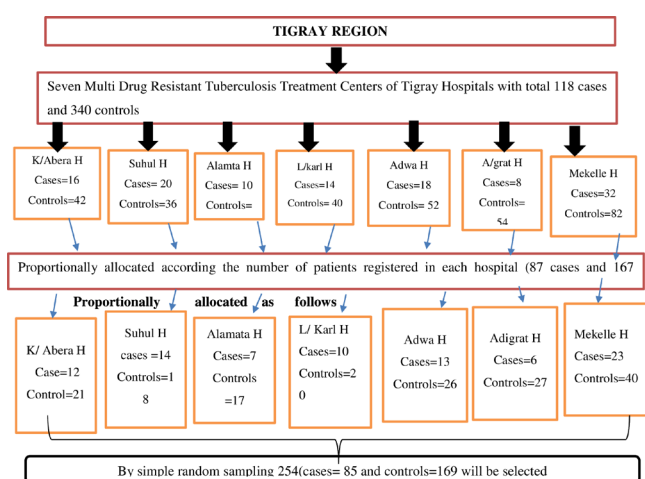 TIGRAY REGION
Seven Multi Drug Resistant Tuberculosis Treatment Centers of Tigray Hospitals with total 118 cases
and 340 controls
K/Abera H
Cases=16
Controls=42
Suhul H
Cases= 20
Controls=36
Alamta H
Cases= 10
Controls=
L/karl H
Cases=14
Controls= 40
Adwa H
Cases=18
Controls= 52
A/grat H
Cases=8
Controls=
54
Mekelle H
Cases=32
Controls=82
Proportionally allocated according the number of patients registered in each hospital (87 cases and 167
Proportionally allocated as follows
K/ Abera H
Case=12
Control=21
Suhul H
cases =14
Controls=1
8
Alamata H
Cases=7
Controls
=17
L/ Karl H
Cases=10
Controls=2
0
Adwa H
Cases=13
Controls=26
Adigrat H
Cases=6
Controls=27
Mekelle H
Cases=23
Controls=40
By simple random sampling 254(cases= 85 and controls=169 will be selected